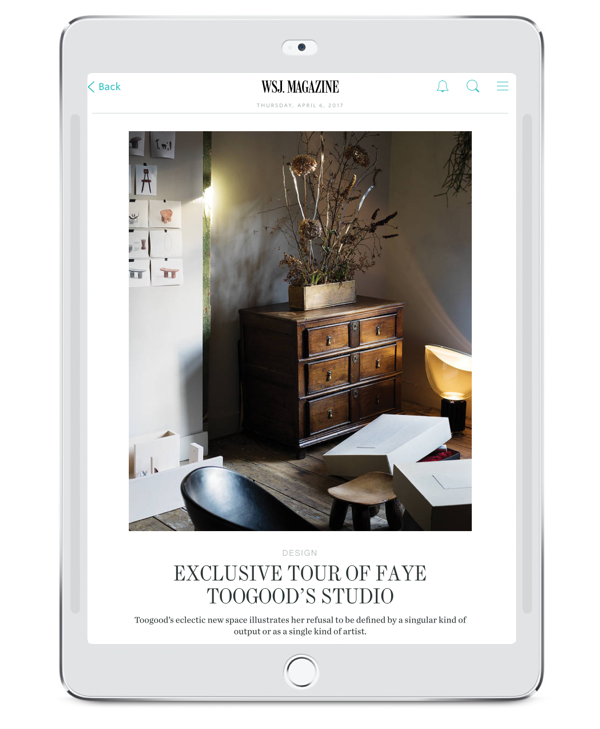 Back
WSJ. MAGAZINE
THURSDAY, APRIL 6, 2017
DESIGN
EXCLUSIVE TOUR OF FAYE
TOOGOOD'S STUDIO
Toogood's eclectic new space illustrates her refusal to be defined by a singular kind of
output or as a single kind of artist.